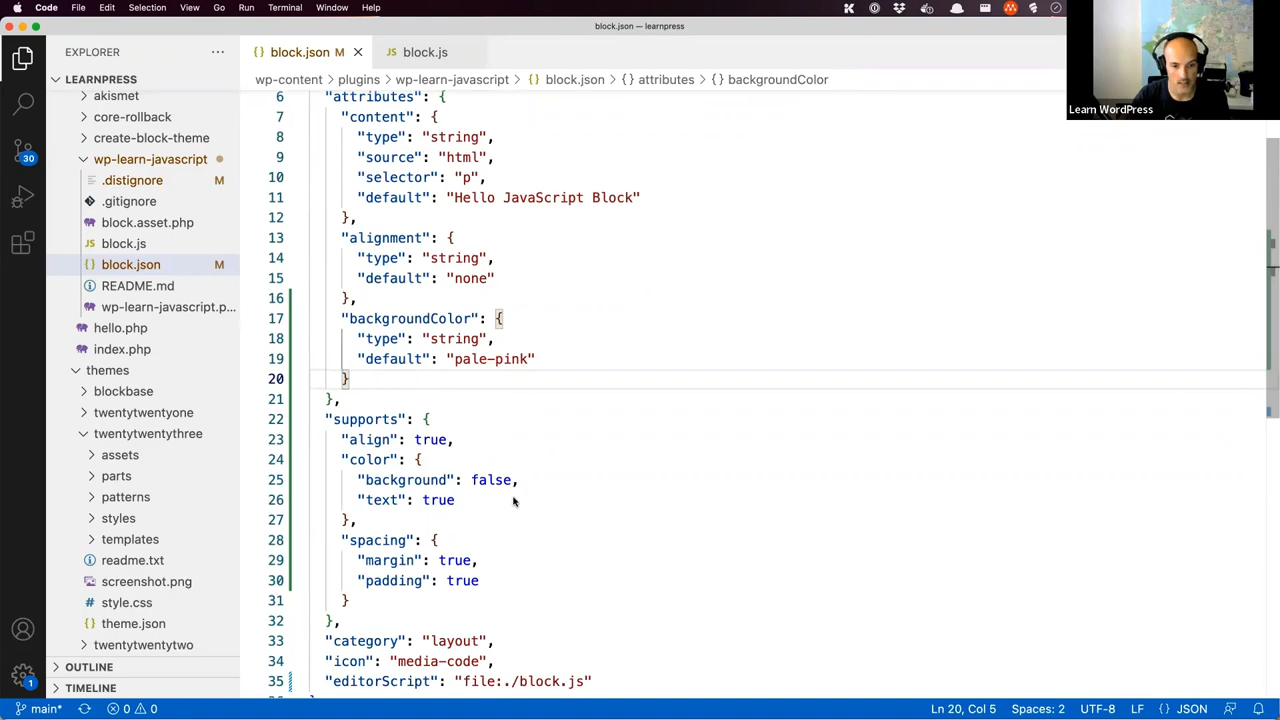 Code File Edit Selection View Go Run Terminal Window Help
block.json — learnpress
EXPLORER
block.json M
block.js
LEARNPRESS
wp-content > plugins > wp-learn-javascript > {} block.json > {} attributes > {} backgroundColor
akismet
core-rollback
create-block-theme
wp-learn-javascript
.distignore M
.gitignore
block.asset.php
block.js
block.json M
README.md
wp-learn-javascript.p...
hello.php
index.php
themes
blockbase
twentytwentyone
twentytwentythree
assets
parts
patterns
styles
templates
readme.txt
screenshot.png
style.css
theme.json
twentytwentytwo
OUTLINE
TIMELINE
30
1
6 "attributes": {
7 "content": {
8 "type": "string",
9 "source": "html",
10 "selector": "p",
11 "default": "Hello JavaScript Block"
12 },
13 "alignment": {
14 "type": "string",
15 "default": "none"
16 },
17 "backgroundColor": {
18 "type": "string",
19 "default": "pale-pink"
20 }
21 },
22 "supports": {
23 "align": true,
24 "color": {
25 "background": false,
26 "text": true
27 },
28 "spacing": {
29 "margin": true,
30 "padding": true
31 }
32 },
33 "category": "layout",
34 "icon": "media-code",
35 "editorScript": "file:./block.js"
Learn WordPress
main* 0 0 Ln 20, Col 5 Spaces: 2 UTF-8 LF {} JSON